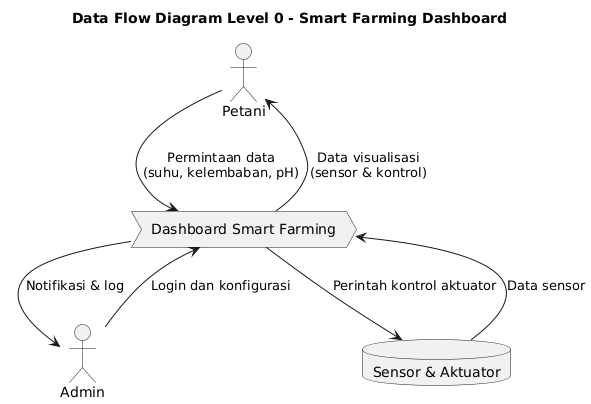 Data Flow Diagram Level 0 - Smart Farming Dashboard
Petani
Permintaan data
(suhu, kelembaban, pH)
Data visualisasi
(sensor & kontrol)
Dashboard Smart Farming
Notifikasi & log
Login dan konfigurasi
Perintah kontrol aktuator
Data sensor
Admin
Sensor & Aktuator